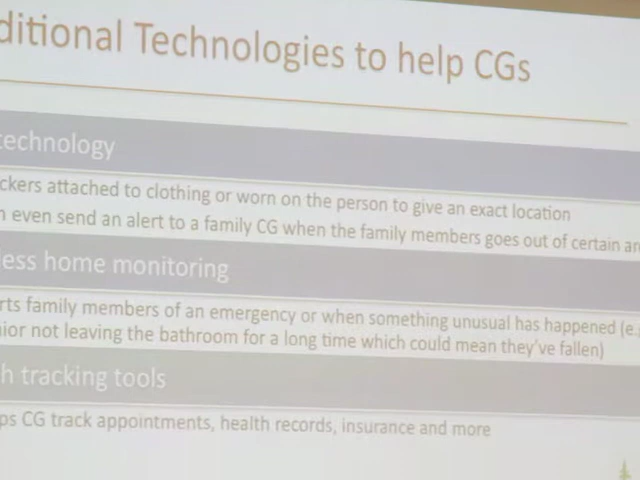 ditional Technologies to help CGs
technology
ckers attached to clothing or worn on the person to give an exact location
n even send an alert to a family CG when the family members goes out of certain ar
ess home monitoring
rts family members of an emergency or when something unusual has happened (e.
nior not leaving the bathroom for a long time which could mean they've fallen)
h tracking tools
ps CG track appointments, health records, insurance and more